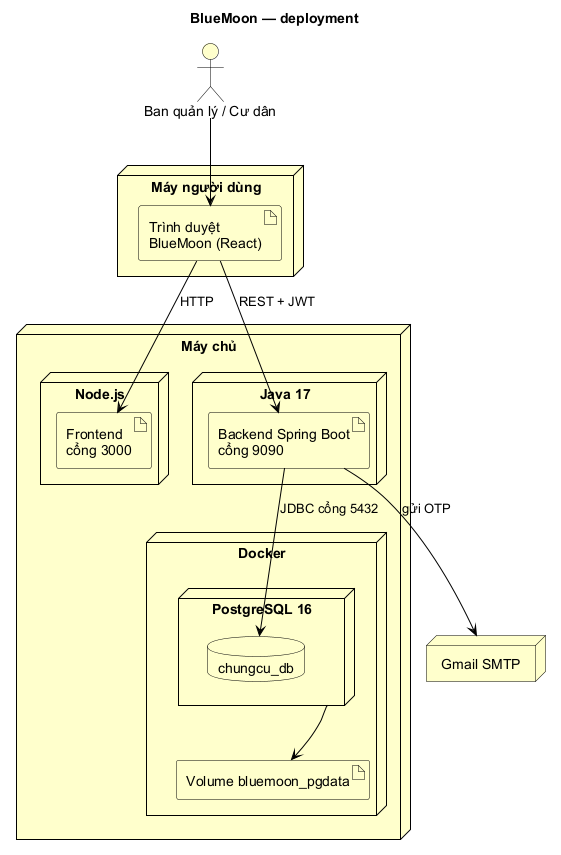 BlueMoon — deployment
Ban quản lý / Cư dân
Máy người dùng
Trình duyệt
BlueMoon (React)
HTTP
REST + JWT
Máy chủ
Node.js
Java 17
Frontend
cổng 3000
Backend Spring Boot
cổng 9090
JDBC cổng 5432
gửi OTP
Docker
PostgreSQL 16
chungcu_db
Gmail SMTP
Volume bluemoon_pgdata